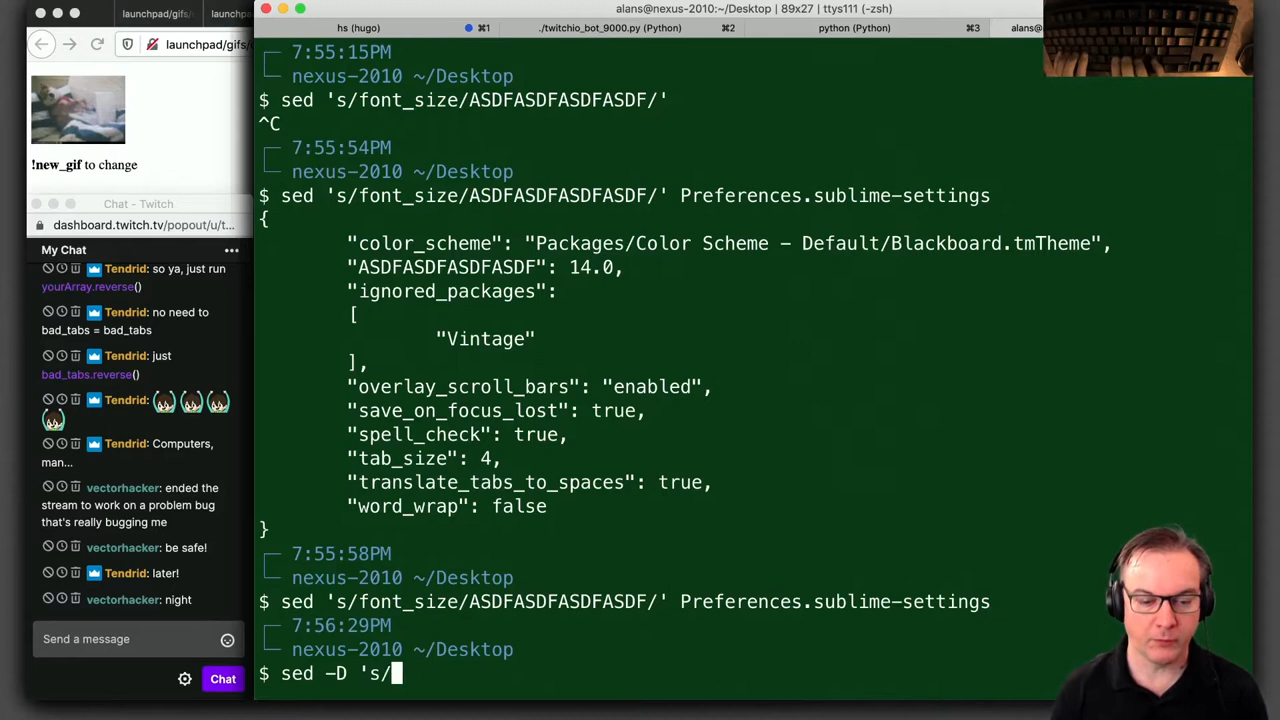 launchpad/gifs/
launchpad/gifs/
!new_gif to change
Chat - Twitch
dashboard.twitch.tv/popout/u/t...
My Chat
Tendrid: so ya, just run
yourArray.reverse()
Tendrid: no need to
bad_tabs = bad_tabs
Tendrid: just
bad_tabs.reverse()
Tendrid:
Tendrid: Computers,
man...
vectorhacker: ended the
stream to work on a problem bug
that's really bugging me
vectorhacker: be safe!
Tendrid: later!
vectorhacker: night
Send a message
Chat
alans@nexus-2010:~/Desktop | 89x27 | ttys111 (-zsh)
hs (hugo) ⌘1 ./twitchio_bot_9000.py (Python) ⌘2 python (Python) ⌘3 alans@
7:55:15PM
nexus-2010 ~/Desktop
$ sed 's/font_size/ASDFASDFASDFASDF/'
^C
7:55:54PM
nexus-2010 ~/Desktop
$ sed 's/font_size/ASDFASDFASDFASDF/' Preferences.sublime-settings
{
"color_scheme": "Packages/Color Scheme - Default/Blackboard.tmTheme",
"ASDFASDFASDFASDF": 14.0,
"ignored_packages":
[
"Vintage"
],
"overlay_scroll_bars": "enabled",
"save_on_focus_lost": true,
"spell_check": true,
"tab_size": 4,
"translate_tabs_to_spaces": true,
"word_wrap": false
}
7:55:58PM
nexus-2010 ~/Desktop
$ sed 's/font_size/ASDFASDFASDFASDF/' Preferences.sublime-settings
7:56:29PM
nexus-2010 ~/Desktop
$ sed -D 's/